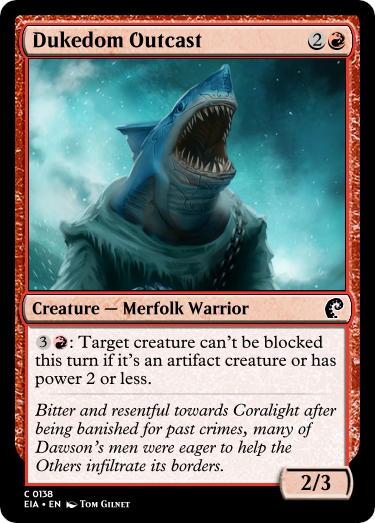 Dukedom Outcast 2
Creature — Merfolk Warrior
3 : Target creature can't be blocked
this turn if it's an artifact creature or has
power 2 or less.
Bitter and resentful towards Coralight after
being banished for past crimes, many of
Dawson's men were eager to help the
Others infiltrate its borders.
2/3
C 0138
EIA • EN Tom Gilnet